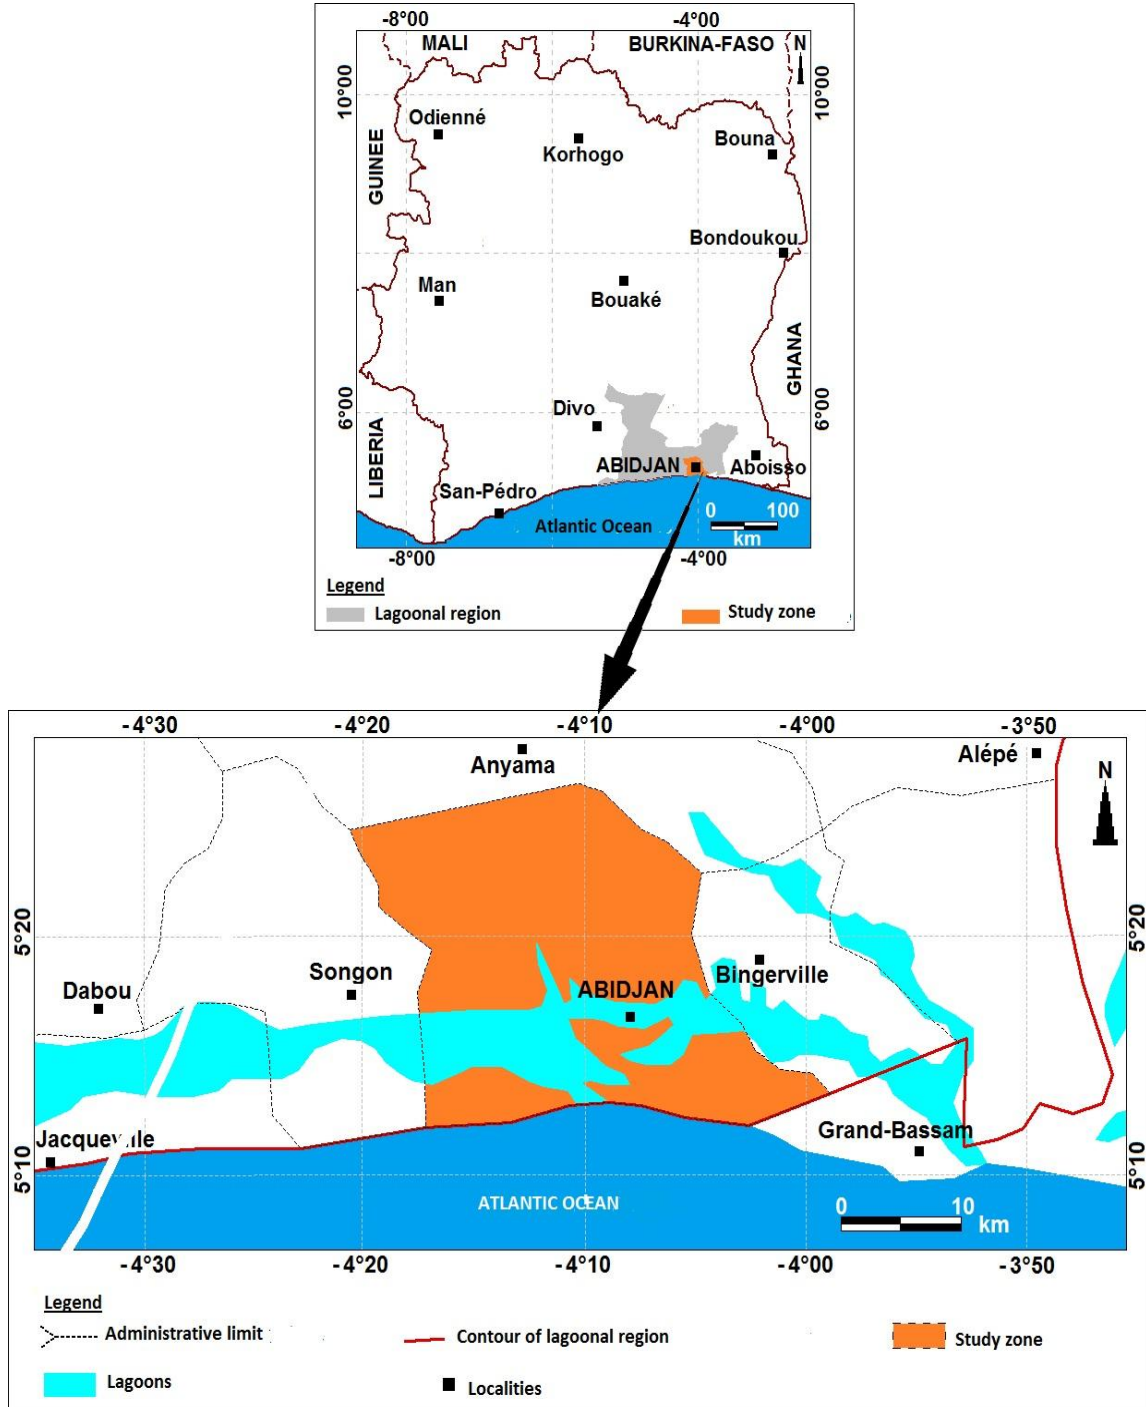 -8°00 -4°00
MALI BURKINA-FASO N
10°00 10°00
Odienné
Korhogo
Bouna
GUINEE
Bondoukou
Man
Bouaké
GHANA
6°00 6°00
Divo
LIBERIA
ABIDJAN Aboisso
San-Pédro
0 100
km
Atlantic Ocean
-8°00 -4°00
Legend
Lagoonal region Study zone
-4°30 -4°20 -4°10 -4°00 -3°50
Anyama
Alépé
N
5°20 5°20
Dabou
Songon
ABIDJAN
Bingerville
Jacqueville
Grand-Bassam
5°10 5°10
ATLANTIC OCEAN
0 10
km
-4°30 -4°20 -4°10 -4°00 -3°50
Legend
Administrative limit Contour of lagoonal region Study zone
Lagoons Localities